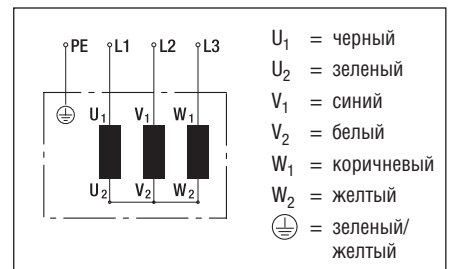 PE L1 L2 L3
U1 V1 W1
U2 V2 W2
U1 = черный
U2 = зеленый
V1 = синий
V2 = белый
W1 = коричневый
W2 = желтый
⏚ = зеленый/
желтый